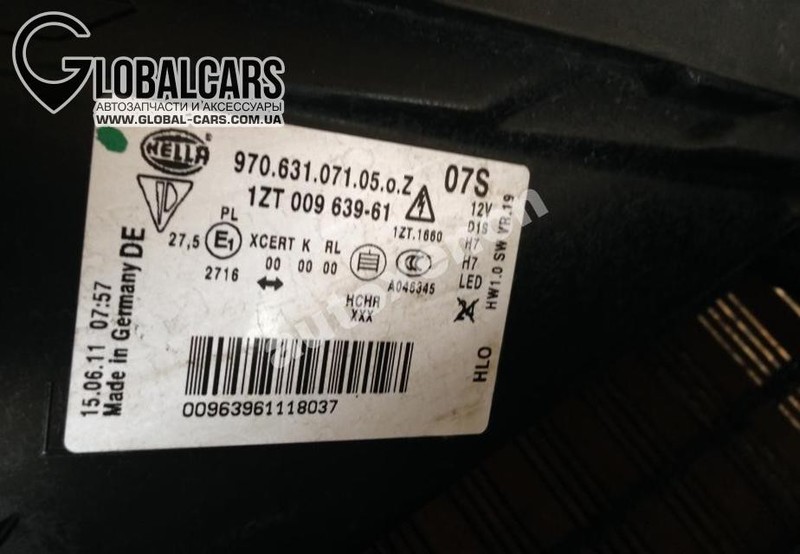 GLOBALCARS
АВТОЗАПЧАСТИ И АКСЕССУАРЫ
WWW.GLOBAL-CARS.COM.UA
HELLA
970.631.071.05.o.Z
07S
1ZT 009 639-61
1ZT.1660
12V
D1S
H7
H7
LED
HW1.0 SW VR.19
PL
27,5
E1
2716
XCERT K RL
00 00 00
A046345
HCHR
XXX
HLO
DE
15.06.11 07:57
Made in Germany
00963961118037